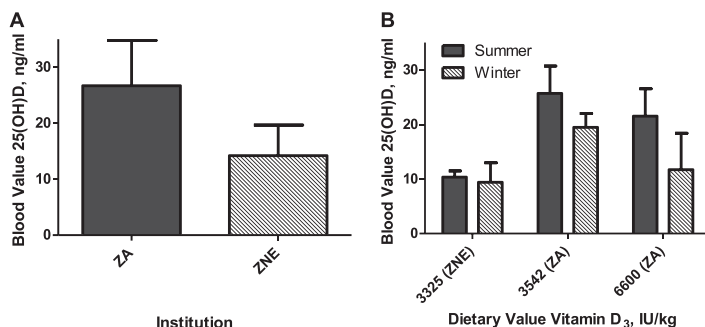 A
Blood Value 25(OH)D, ng/ml
30
20
10
0
ZA
ZNE
Institution
B
Blood Value 25(OH)D, ng/ml
Summer
Winter
30
20
10
0
3325 (ZNE)
3542 (ZA)
6600 (ZA)
Dietary Value Vitamin D3, IU/kg